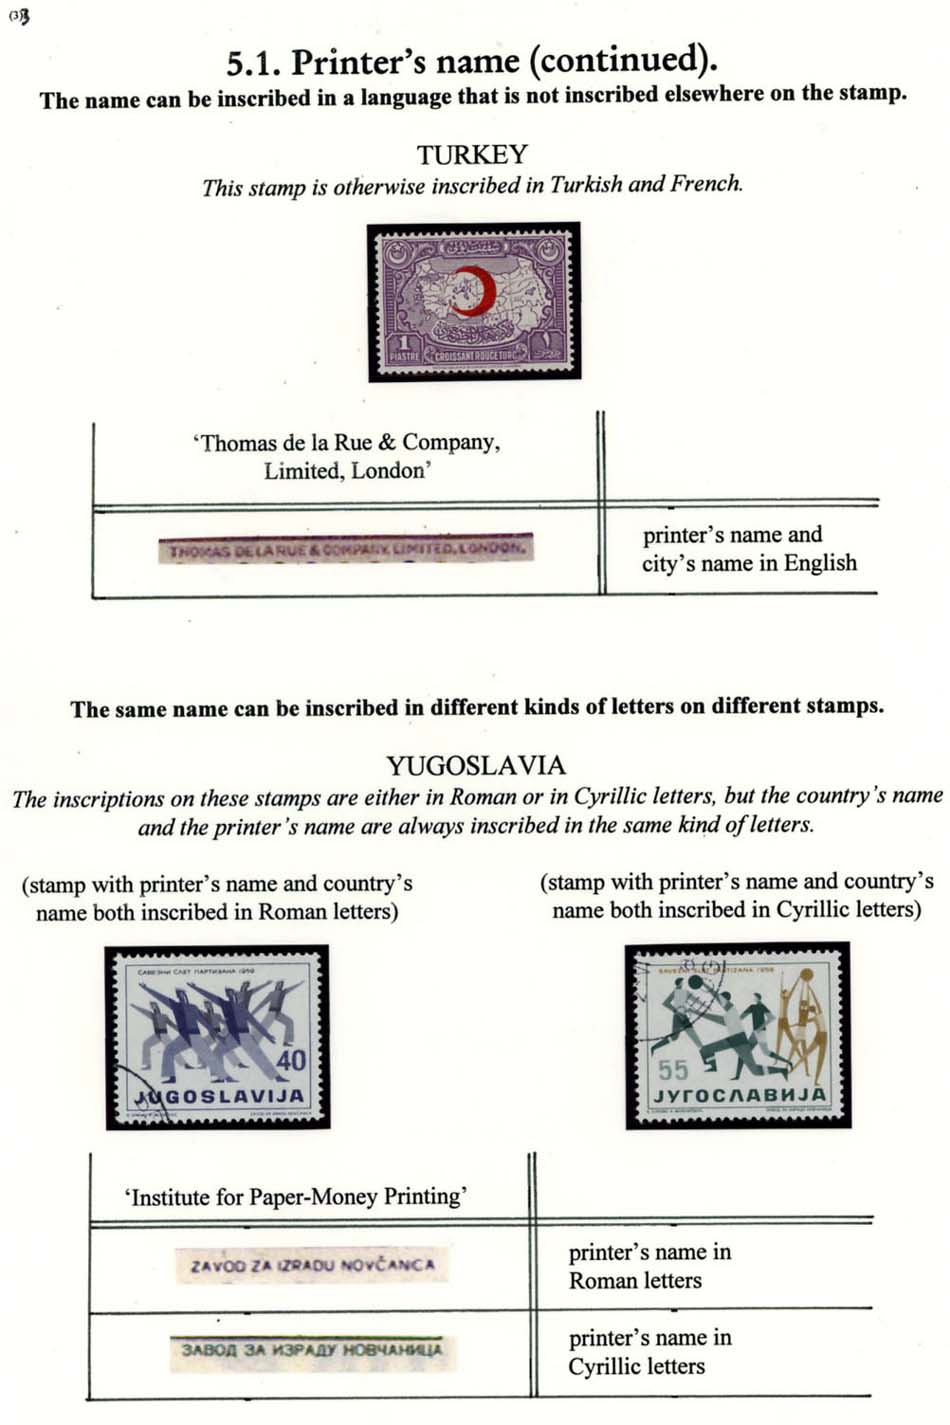 (3)
5.1. Printer's name (continued).
The name can be inscribed in a language that is not inscribed elsewhere on the stamp.
TURKEY
This stamp is otherwise inscribed in Turkish and French.
1
PIASTRE
CROISSANT ROUGE TURC
١
'Thomas de la Rue & Company,
Limited, London'
THOMAS DE LA RUE & COMPANY, LIMITED, LONDON.
printer's name and
city's name in English
The same name can be inscribed in different kinds of letters on different stamps.
YUGOSLAVIA
The inscriptions on these stamps are either in Roman or in Cyrillic letters, but the country's name
and the printer's name are always inscribed in the same kind of letters.
(stamp with printer's name and country's
name both inscribed in Roman letters)
(stamp with printer's name and country's
name both inscribed in Cyrillic letters)
САВЕЗНИ СЛЕТ ПАРТИЗАНА 1959
40
JUGOSLAVIJA
SAVEZNI SLET PARTIZANA 1959
55
ЈУГОСЛАВИЈА
'Institute for Paper-Money Printing'
ZAVOD ZA IZRADU NOVČANICA
printer's name in
Roman letters
ЗАВОД ЗА ИЗРАДУ НОВЧАНИЦА
printer's name in
Cyrillic letters